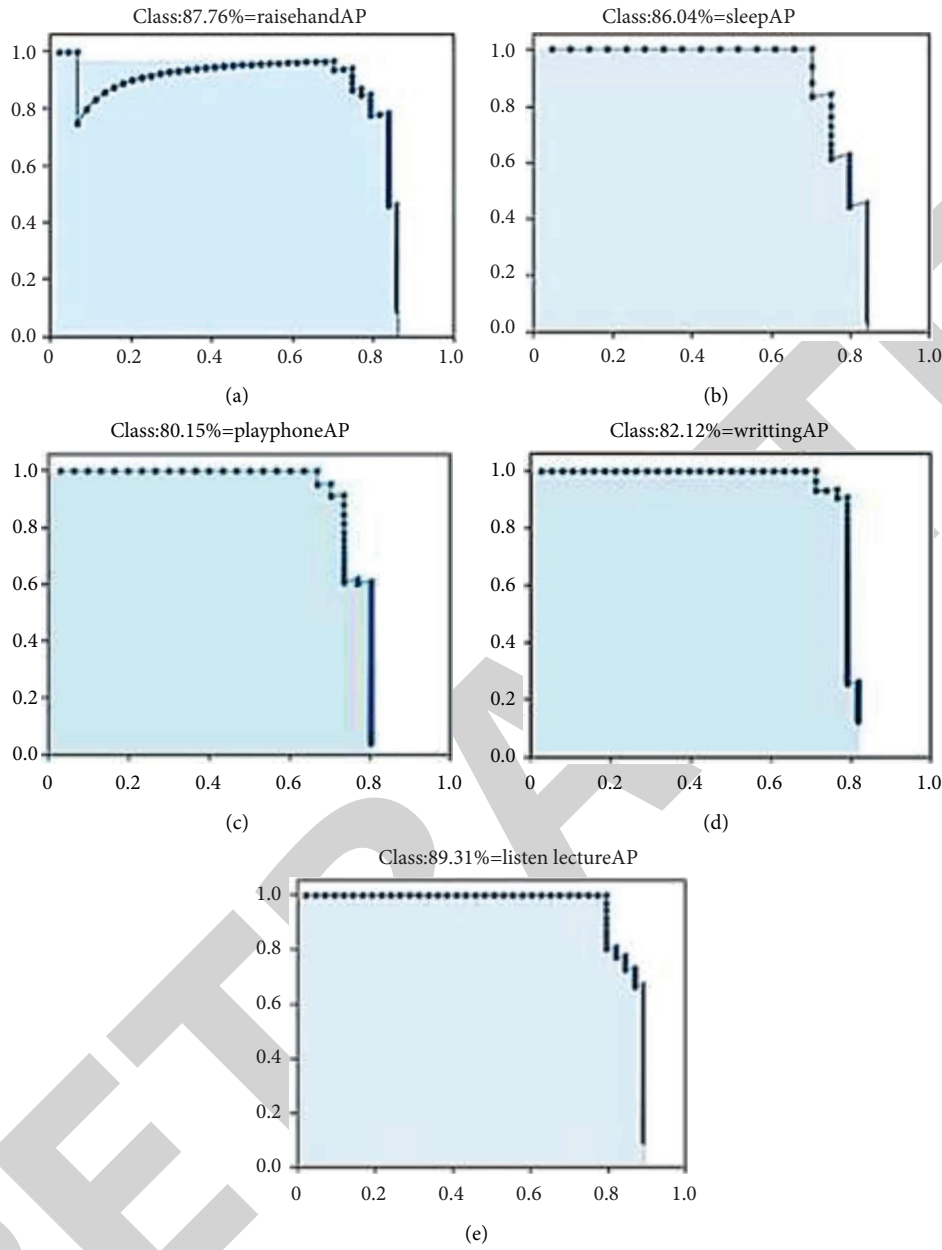 Class:87.76%=raisehandAP
1.0
0.8
0.6
0.4
0.2
0.0
0 0.2 0.4 0.6 0.8 1.0
(a)
Class:86.04%=sleepAP
1.0
0.8
0.6
0.4
0.2
0.0
0 0.2 0.4 0.6 0.8 1.0
(b)
Class:80.15%=playphoneAP
1.0
0.8
0.6
0.4
0.2
0.0
0 0.2 0.4 0.6 0.8 1.0
(c)
Class:82.12%=writtingAP
1.0
0.8
0.6
0.4
0.2
0.0
0 0.2 0.4 0.6 0.8 1.0
(d)
Class:89.31%=listen lectureAP
1.0
0.8
0.6
0.4
0.2
0.0
0 0.2 0.4 0.6 0.8 1.0
(e)